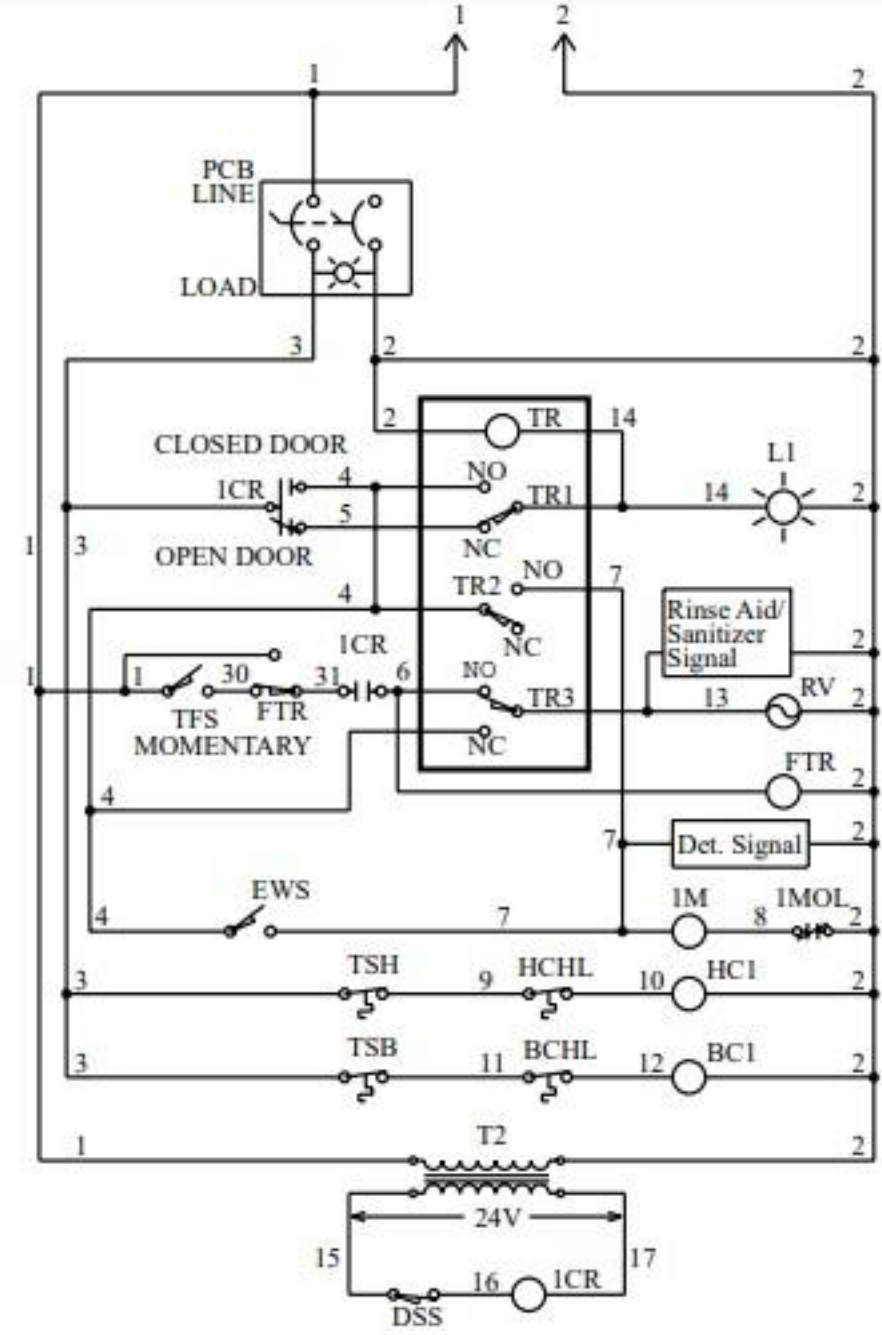 1 2
1 2
PCB
LINE
LOAD
3 2 2
2 TR 14
CLOSED DOOR L1
1CR 4 NO TR1 14 2
5
1 3 OPEN DOOR NC
NO 7
4 TR2 Rinse Aid/
Sanitizer
Signal 2
NC
1CR
1 1 30 31 6 NO RV
TFS FTR TR3 13 2
MOMENTARY NC
FTR
4 2
7 Det. Signal 2
EWS 1M 1MOL
4 7 8 2
TSH HCHL HC1
3 9 10 2
TSB BCHL BC1
3 11 12 2
T2
1 2
24V
15 17
16 1CR
DSS